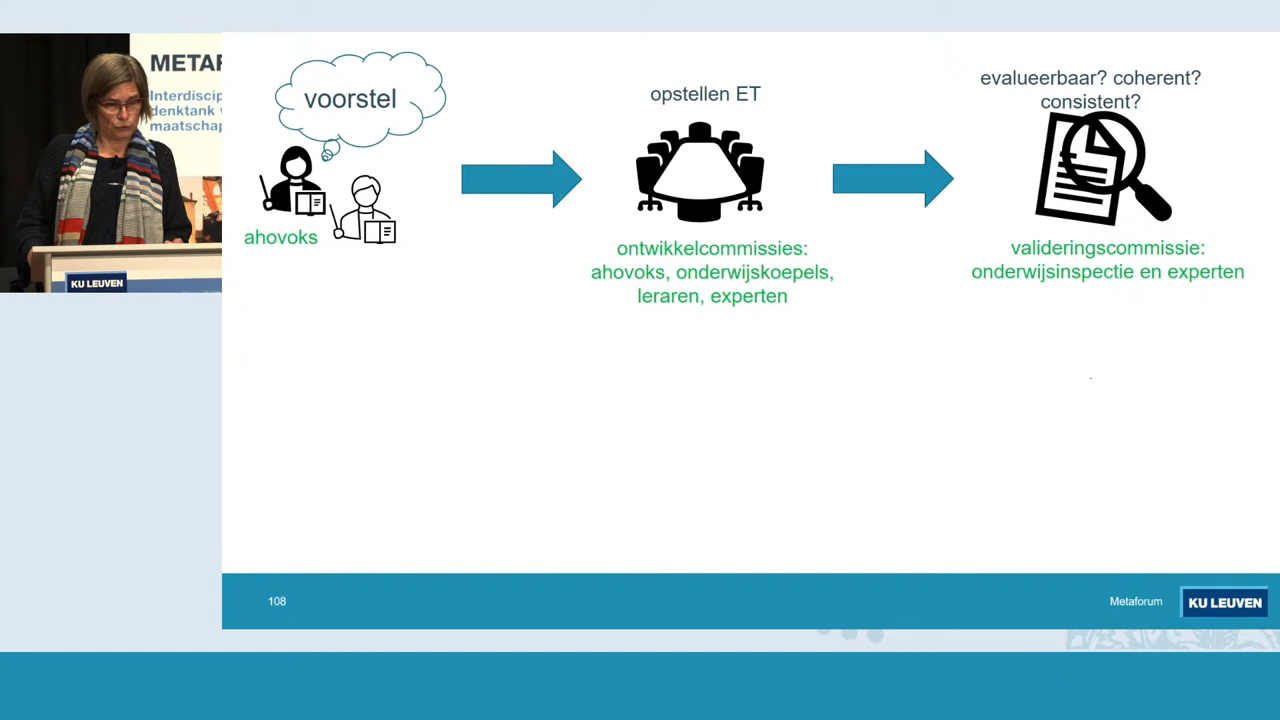 METAF
Interdiscip
denktank v
maatschap
KU LEUVEN
voorstel
ahovoks
opstellen ET
ontwikkelcommissies:
ahovoks, onderwijskoepels,
leraren, experten
evalueerbaar? coherent?
consistent?
valideringscommissie:
onderwijsinspectie en experten
108
Metaforum
KU LEUVEN